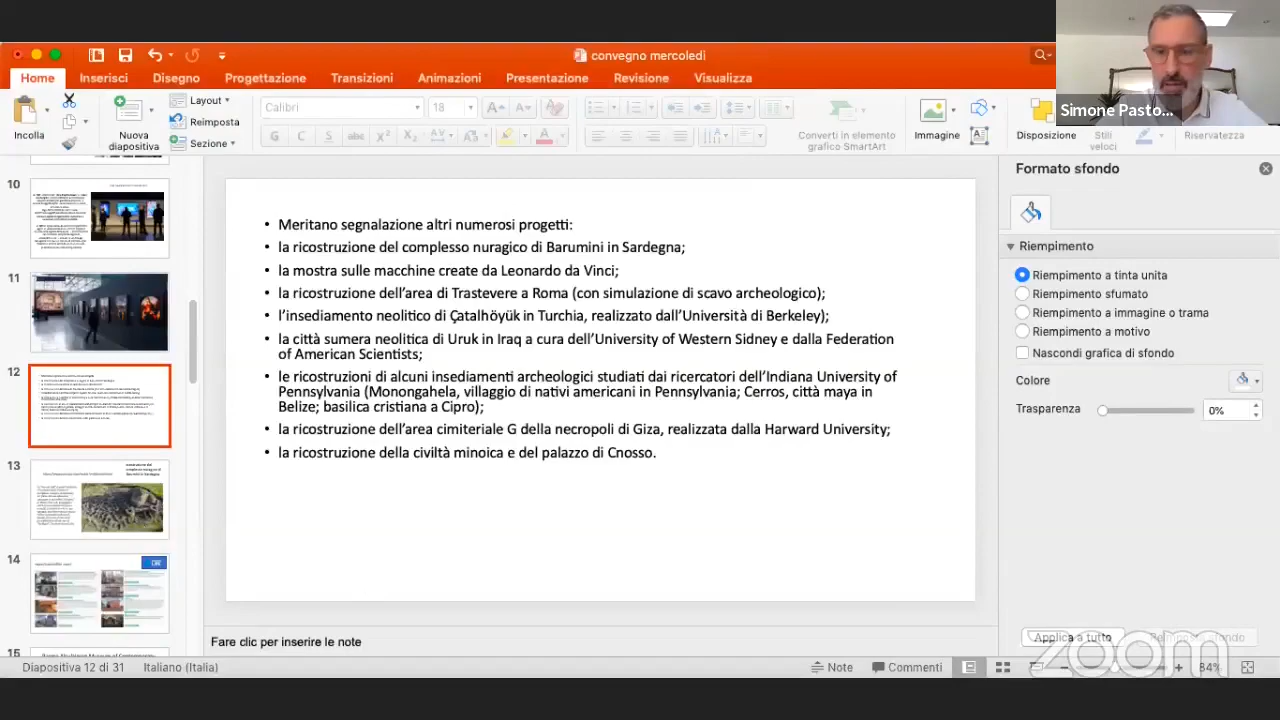 convegno mercoledì
Home Inserisci Disegno Progettazione Transizioni Animazioni Presentazione Revisione Visualizza
Simone Pasto...
Incolla
Nuova
diapositiva
Layout
Reimposta
Sezione
Calibri
18
G C S abc X² X₂
Converti in elemento
grafico SmartArt
Immagine
Disposizione
Stili
veloci
Riservatezza
10
11
12
13
14
15
• Meritano segnalazione altri numerosi progetti:
• la ricostruzione del complesso nuragico di Barumini in Sardegna;
• la mostra sulle macchine create da Leonardo da Vinci;
• la ricostruzione dell’area di Trastevere a Roma (con simulazione di scavo archeologico);
• l’insediamento neolitico di Çatalhöyük in Turchia, realizzato dall’Università di Berkeley);
• la città sumera neolitica di Uruk in Iraq a cura dell’University of Western Sidney e dalla Federation
of American Scientists;
• le ricostruzioni di alcuni insediamenti archeologici studiati dai ricercatori dell’Indiana University of
Pennsylvania (Monongahela, villaggio di nativi americani in Pennsylvania; Cerros, città maya in
Belize; basilica cristiana a Cipro);
• la ricostruzione dell’area cimiteriale G della necropoli di Giza, realizzata dalla Harward University;
• la ricostruzione della civiltà minoica e del palazzo di Cnosso.
Formato sfondo
Riempimento
Riempimento a tinta unita
Riempimento sfumato
Riempimento a immagine o trama
Riempimento a motivo
Nascondi grafica di sfondo
Colore
Trasparenza
0%
Applica a tutto
Reimposta sfondo
Fare clic per inserire le note
Diapositiva 12 di 31 Italiano (Italia)
Note Commenti
84%
zoom